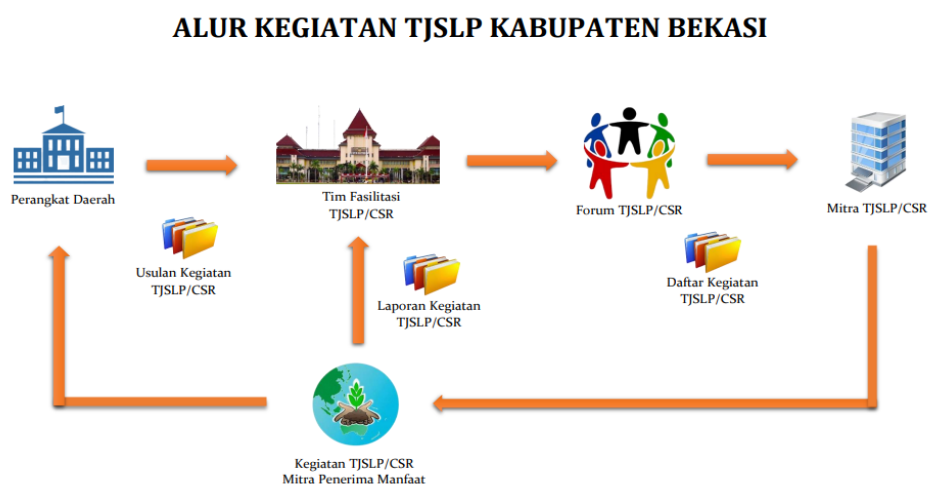 ALUR KEGIATAN TJSLP KABUPATEN BEKASI
Perangkat Daerah
Tim Fasilitasi
TJSLP/CSR
Forum TJSLP/CSR
Mitra TJSLP/CSR
Usulan Kegiatan
TJSLP/CSR
Laporan Kegiatan
TJSLP/CSR
Daftar Kegiatan
TJSLP/CSR
Kegiatan TJSLP/CSR
Mitra Penerima Manfaat